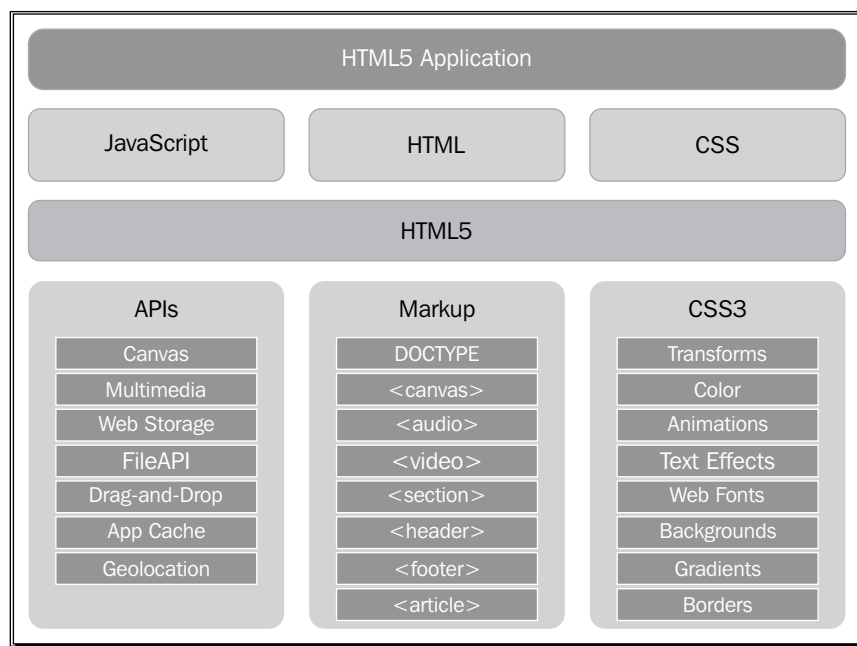 HTML5 Application
JavaScript
HTML
CSS
HTML5
APIs
Canvas
Multimedia
Web Storage
FileAPI
Drag-and-Drop
App Cache
Geolocation
Markup
DOCTYPE
<canvas>
<audio>
<video>
<section>
<header>
<footer>
<article>
CSS3
Transforms
Color
Animations
Text Effects
Web Fonts
Backgrounds
Gradients
Borders